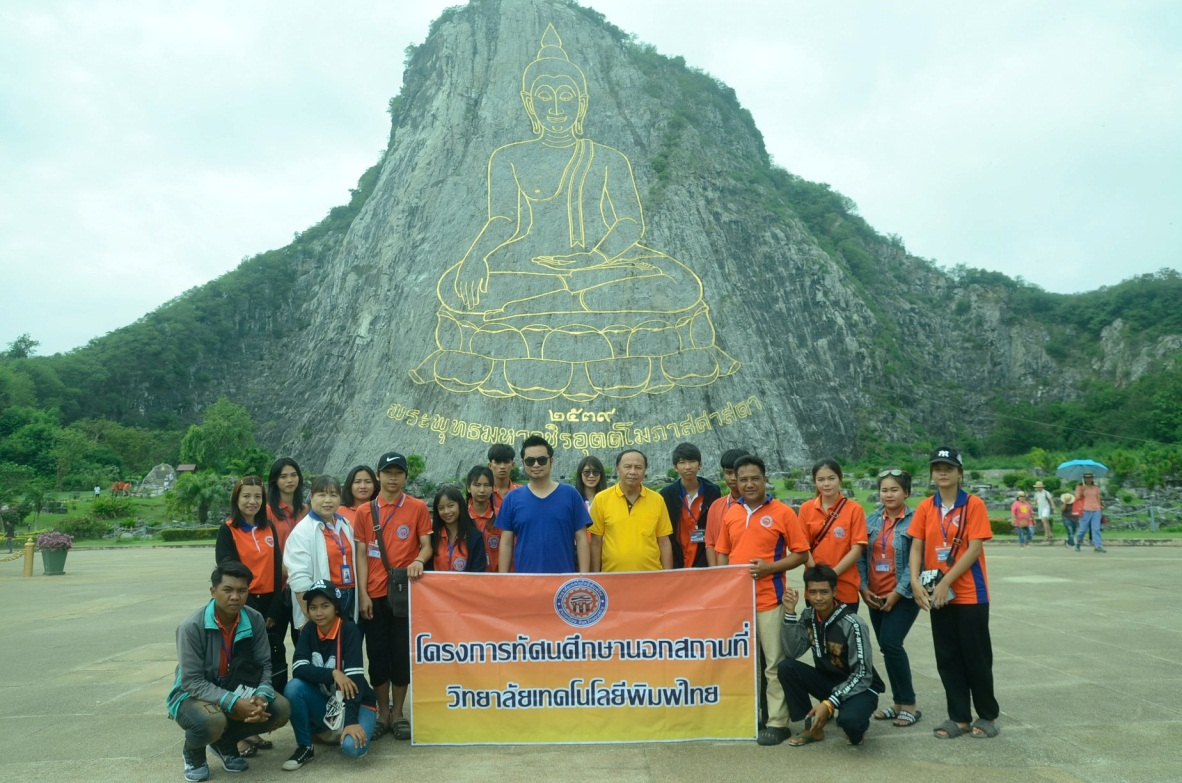 ๒๕๓๙
พระพุทธมหาวชิรอุตตโมภาสศาสดา
โครงการทัศนศึกษานอกสถานที่
วิทยาลัยเทคโนโลยีพิมพ์ไทย
NY